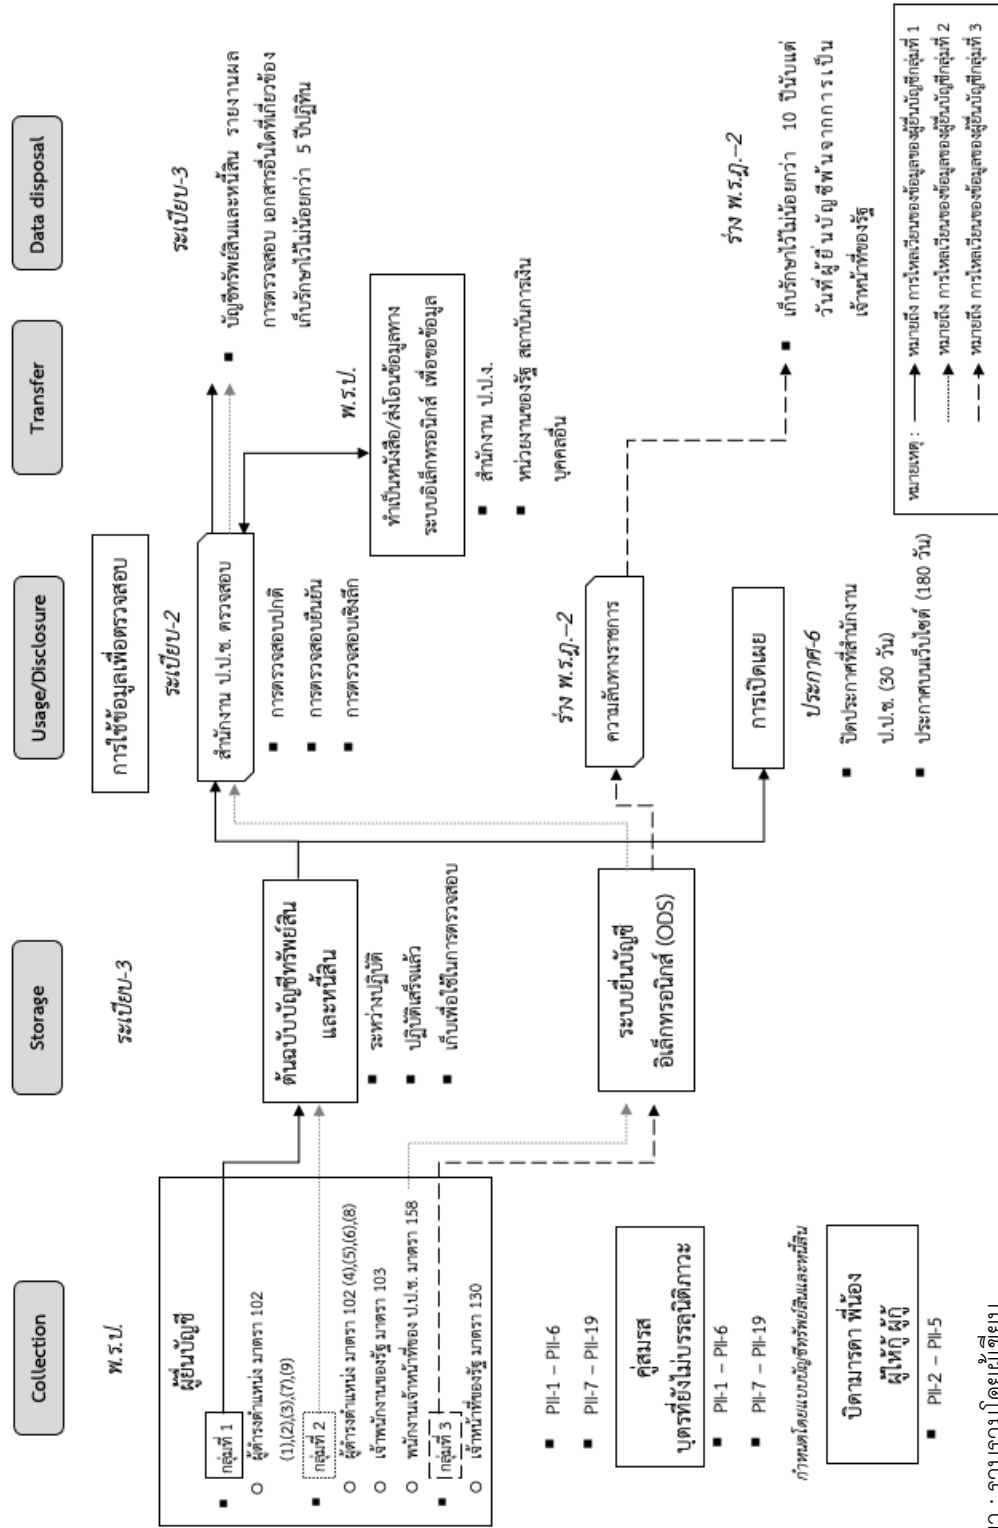 Collection
Storage
Usage/Disclosure
Transfer
Data disposal
พ.ร.ป.
ผู้ยื่นบัญชี
กลุ่มที่ 1
ผู้ดำรงตำแหน่ง มาตรา 102
(1),(2),(3),(7),(9)
กลุ่มที่ 2
ผู้ดำรงตำแหน่ง มาตรา 102 (4),(5),(6),(8)
เจ้าพนักงานของรัฐ มาตรา 103
พนักงานเจ้าหน้าที่ของ ป.ป.ช. มาตรา 158
กลุ่มที่ 3
เจ้าหน้าที่ของรัฐ มาตรา 130
PII-1 – PII-6
PII-7 – PII-19
คู่สมรส
บุตรที่ยังไม่บรรลุนิติภาวะ
PII-1 – PII-6
PII-7 – PII-19
กำหนดโดยแบบบัญชีทรัพย์สินและหนี้สิน
บิดามารดา พี่น้อง
ผู้ให้กู้ ผู้กู้
PII-2 – PII-5
ระเบียบ-3
ต้นฉบับบัญชีทรัพย์สิน
และหนี้สิน
ระหว่างปฏิบัติ
ปฏิบัติเสร็จแล้ว
เก็บเพื่อใช้ในการตรวจสอบ
ระบบยื่นบัญชี
อิเล็กทรอนิกส์ (ODS)
การใช้ข้อมูลเพื่อตรวจสอบ
ระเบียบ-2
สำนักงาน ป.ป.ช. ตรวจสอบ
การตรวจสอบปกติ
การตรวจสอบยืนยัน
การตรวจสอบเชิงลึก
ร่าง พ.ร.ฎ.–2
ความลับทางราชการ
การเปิดเผย
ประกาศ-6
ปิดประกาศที่สำนักงาน
ป.ป.ช. (30 วัน)
ประกาศบนเว็บไซต์ (180 วัน)
พ.ร.ป.
ทำเป็นหนังสือ/ส่งโอนข้อมูลทาง
ระบบอิเล็กทรอนิกส์ เพื่อขอข้อมูล
สำนักงาน ป.ป.ง.
หน่วยงานของรัฐ สถาบันการเงิน
บุคคลอื่น
ระเบียบ-3
บัญชีทรัพย์สินและหนี้สิน รายงานผล
การตรวจสอบ เอกสารอื่นใดที่เกี่ยวข้อง
เก็บรักษาไว้ไม่น้อยกว่า 5 ปีปฏิทิน
ร่าง พ.ร.ฎ.–2
เก็บรักษาไว้ไม่น้อยกว่า 10 ปีนับแต่
วันที่ผู้ยื่นบัญชีพ้นจากการเป็น
เจ้าหน้าที่ของรัฐ
หมายเหตุ : หมายถึง การไหลเวียนของข้อมูลของผู้ยื่นบัญชีกลุ่มที่ 1
หมายถึง การไหลเวียนของข้อมูลของผู้ยื่นบัญชีกลุ่มที่ 2
หมายถึง การไหลเวียนของข้อมูลของผู้ยื่นบัญชีกลุ่มที่ 3